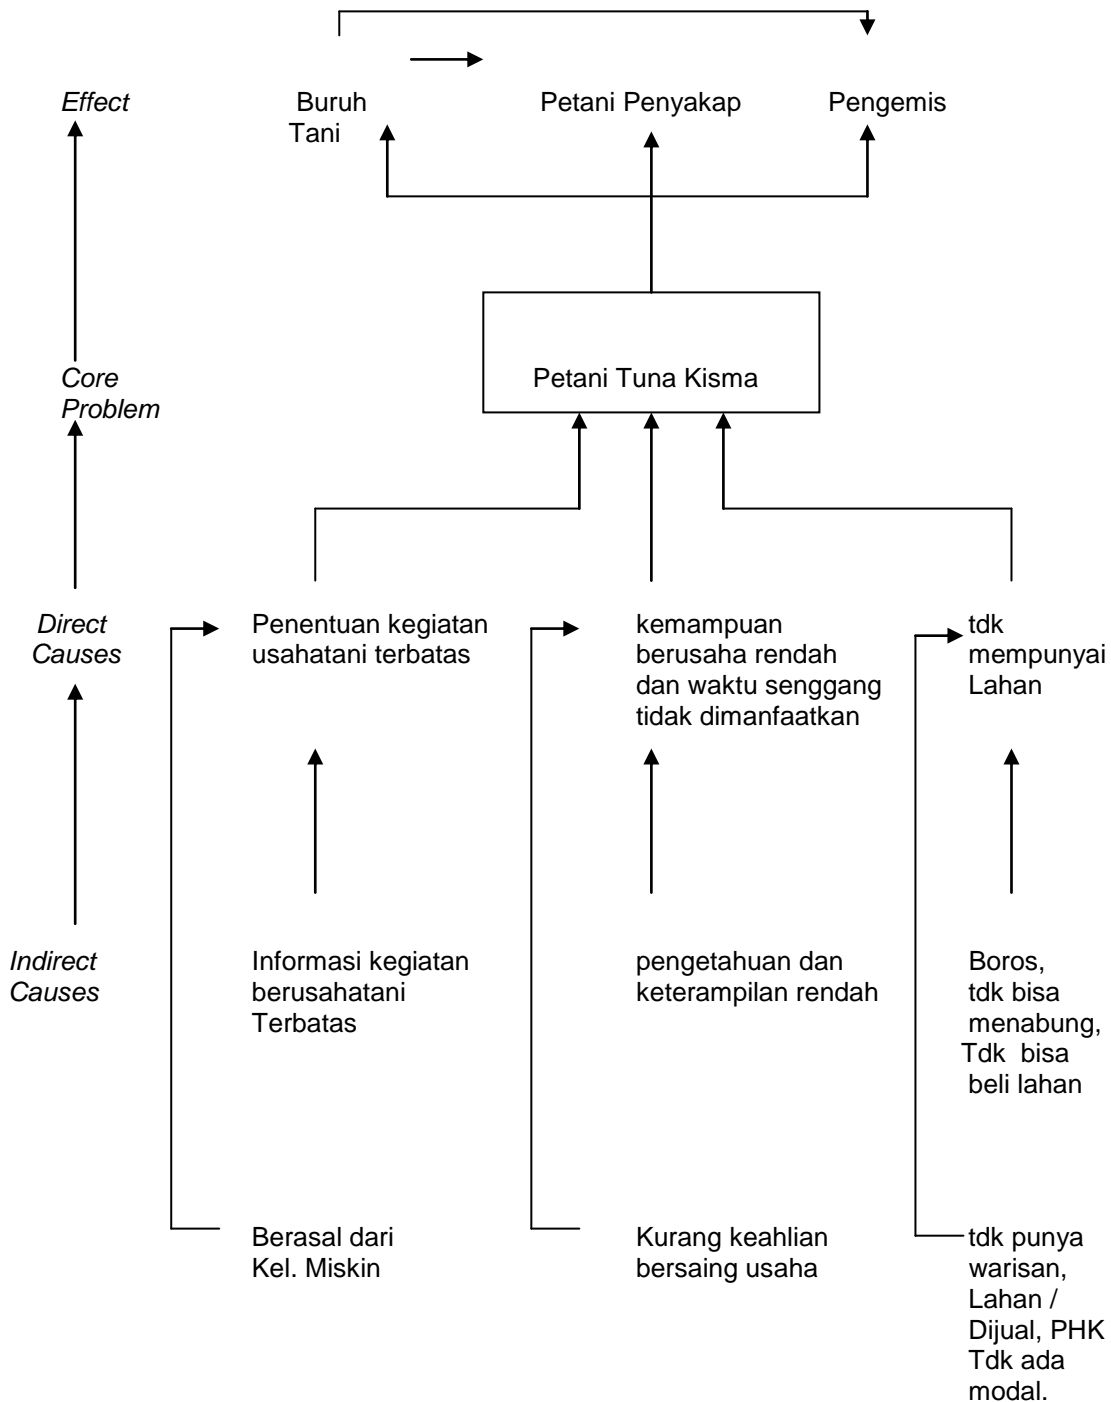 Effect
Buruh
Tani
Petani Penyakap
Pengemis
Core
Problem
Petani Tuna Kisma
Direct
Causes
Penentuan kegiatan
usahatani terbatas
kemampuan
berusaha rendah
dan waktu senggang
tidak dimanfaatkan
tdk
mempunyai
Lahan
Indirect
Causes
Informasi kegiatan
berusahatani
Terbatas
pengetahuan dan
keterampilan rendah
Boros,
tdk bisa
menabung,
Tdk bisa
beli lahan
Berasal dari
Kel. Miskin
Kurang keahlian
bersaing usaha
tdk punya
warisan,
Lahan /
Dijual, PHK
Tdk ada
modal.